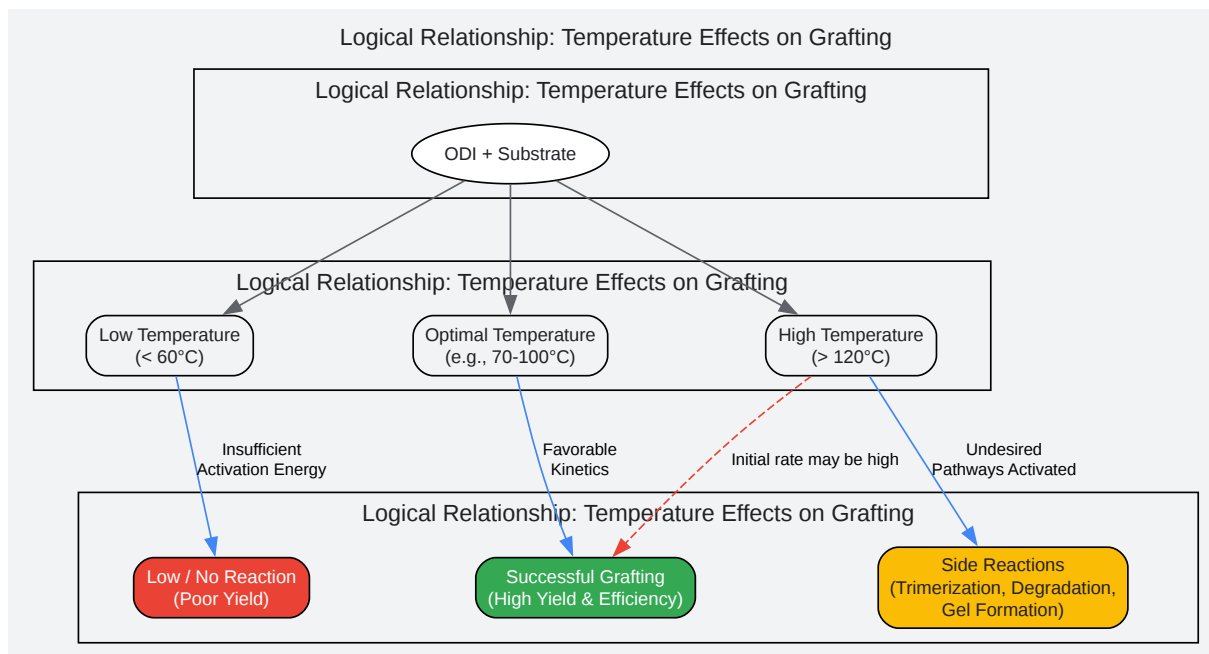 Logical Relationship: Temperature Effects on Grafting
Logical Relationship: Temperature Effects on Grafting
ODI + Substrate
Logical Relationship: Temperature Effects on Grafting
Low Temperature
(< 60°C)
Optimal Temperature
(e.g., 70-100°C)
High Temperature
(> 120°C)
Insufficient
Activation Energy
Favorable
Kinetics
Initial rate may be high
Undesired
Pathways Activated
Logical Relationship: Temperature Effects on Grafting
Low / No Reaction
(Poor Yield)
Successful Grafting
(High Yield & Efficiency)
Side Reactions
(Trimerization, Degradation,
Gel Formation)